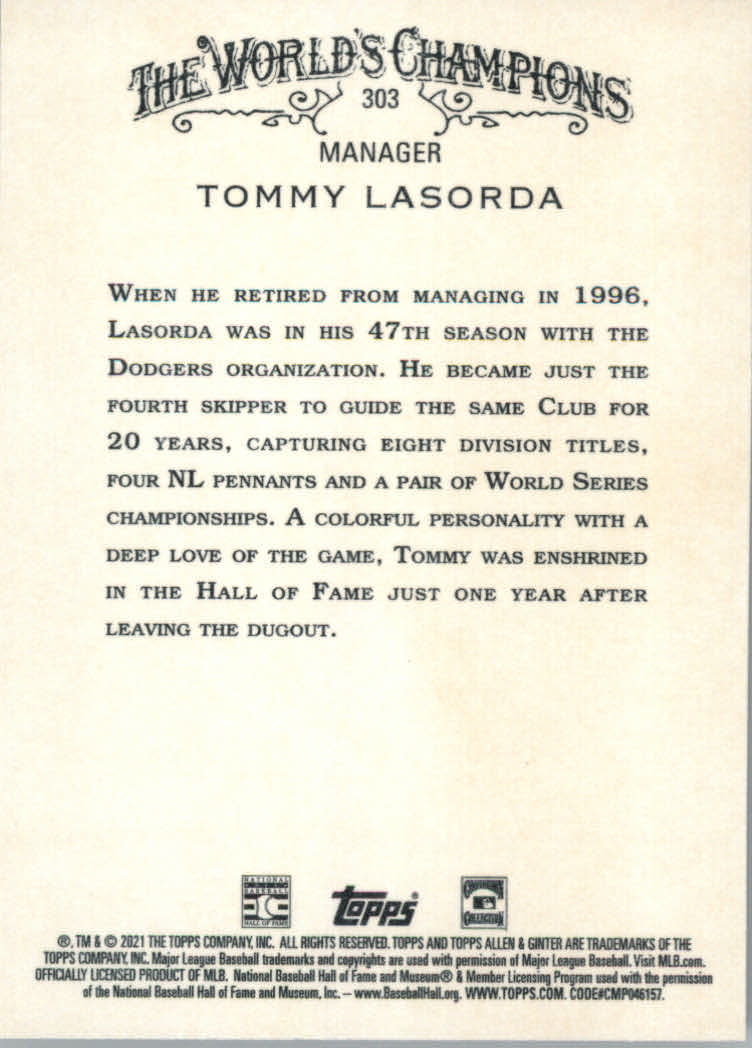 THE WORLD'S CHAMPIONS
303
MANAGER
TOMMY LASORDA
WHEN HE RETIRED FROM MANAGING IN 1996,
LASORDA WAS IN HIS 47TH SEASON WITH THE
DODGERS ORGANIZATION. HE BECAME JUST THE
FOURTH SKIPPER TO GUIDE THE SAME CLUB FOR
20 YEARS, CAPTURING EIGHT DIVISION TITLES,
FOUR NL PENNANTS AND A PAIR OF WORLD SERIES
CHAMPIONSHIPS. A COLORFUL PERSONALITY WITH A
DEEP LOVE OF THE GAME, TOMMY WAS ENSHRINED
IN THE HALL OF FAME JUST ONE YEAR AFTER
LEAVING THE DUGOUT.
NATIONAL
BASEBALL
HALL OF FAME
Topps®
COOPERSTOWN
COLLECTION
®, TM & © 2021 THE TOPPS COMPANY, INC. ALL RIGHTS RESERVED. TOPPS AND TOPPS ALLEN & GINTER ARE TRADEMARKS OF THE
TOPPS COMPANY, INC. Major League Baseball trademarks and copyrights are used with permission of Major League Baseball. Visit MLB.com.
OFFICIALLY LICENSED PRODUCT OF MLB. National Baseball Hall of Fame and Museum® & Member Licensing Program used with the permission
of the National Baseball Hall of Fame and Museum, Inc. – www.BaseballHall.org. WWW.TOPPS.COM. CODE#CMP046157.